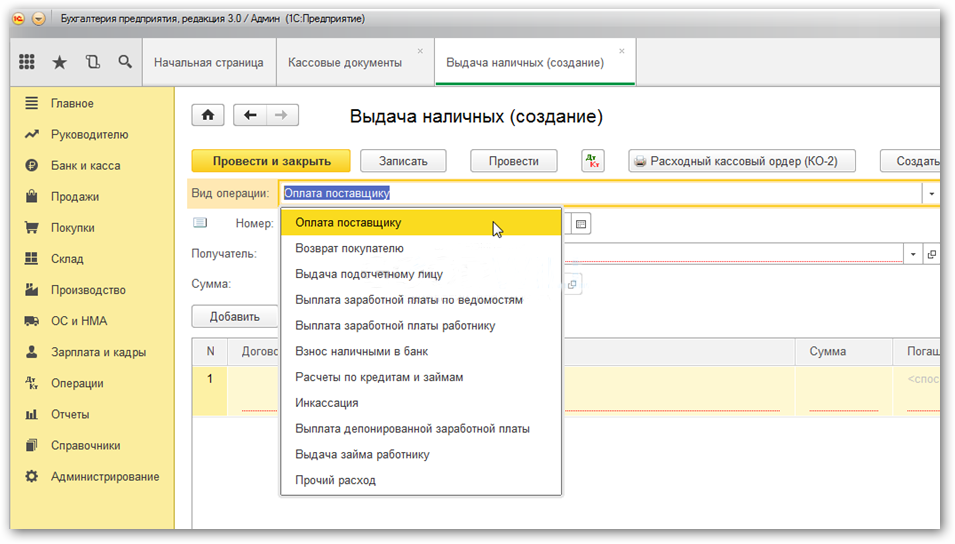 Бухгалтерия предприятия, редакция 3.0 / Админ (1С:Предприятие)
Начальная страница
Кассовые документы
Выдача наличных (создание)
Главное
Руководителю
Банк и касса
Продажи
Покупки
Склад
Производство
ОС и НМА
Зарплата и кадры
Операции
Отчеты
Справочники
Администрирование
Выдача наличных (создание)
Провести и закрыть
Записать
Провести
Дт Кт
Расходный кассовый ордер (КО-2)
Создать
Вид операции: Оплата поставщику
Номер:
Получатель:
Сумма:
Добавить
Оплата поставщику
Возврат покупателю
Выдача подотчетному лицу
Выплата заработной платы по ведомостям
Выплата заработной платы работнику
Взнос наличными в банк
Расчеты по кредитам и займам
Инкассация
Выплата депонированной заработной платы
Выдача займа работнику
Прочий расход
N Догово Сумма Погаш
1 <спос